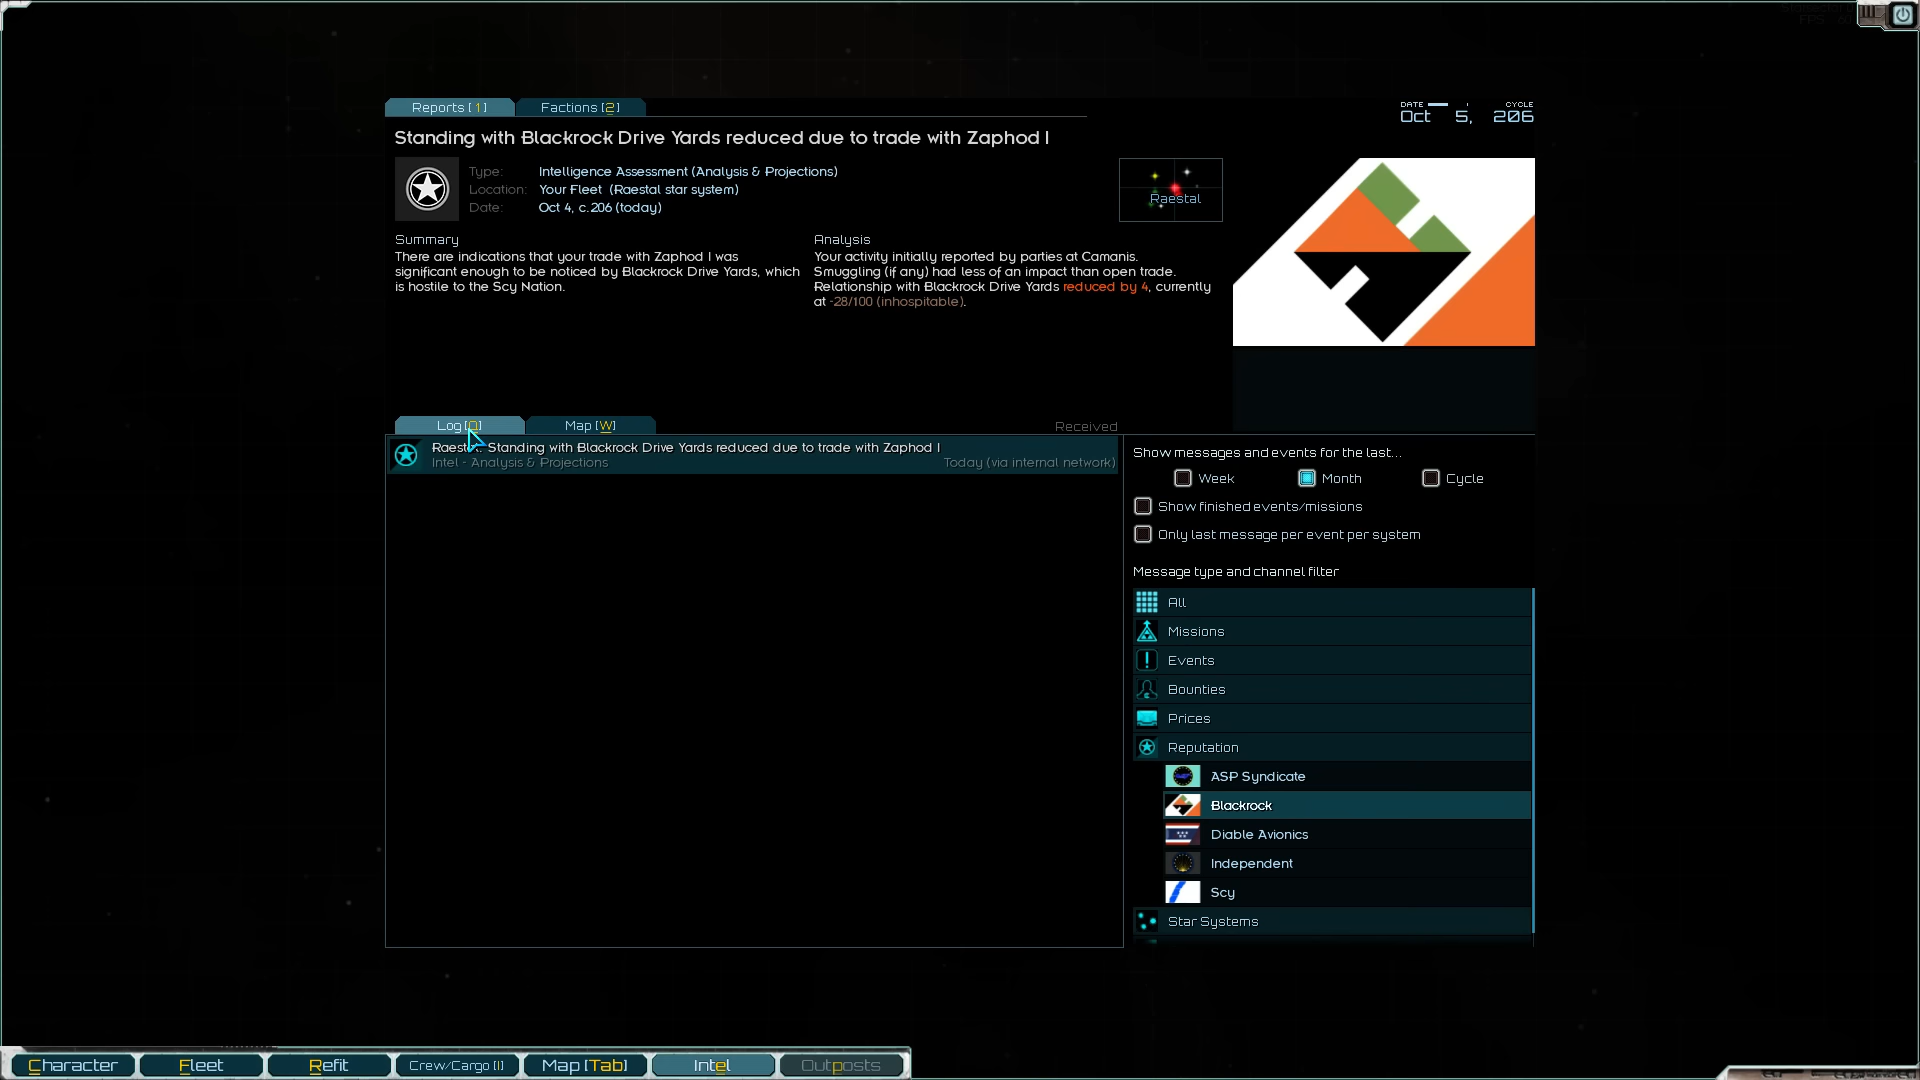 Reports [ 1 ]
Factions [2]
DATE
CYCLE
Oct 5, 206
Standing with Blackrock Drive Yards reduced due to trade with Zaphod I
Type: Intelligence Assessment (Analysis & Projections)
Location: Your Fleet (Raestal star system)
Date: Oct 4, c.206 (today)
Raestal
Summary
There are indications that your trade with Zaphod I was
significant enough to be noticed by Blackrock Drive Yards, which
is hostile to the Scy Nation.
Analysis
Your activity initially reported by parties at Camanis.
Smuggling (if any) had less of an impact than open trade.
Relationship with Blackrock Drive Yards reduced by 4, currently
at -28/100 (inhospitable).
Log [Q]
Map [W]
Received
Standing with Blackrock Drive Yards reduced due to trade with Zaphod I
Intel - Analysis & Projections
Today (via internal network)
Show messages and events for the last...
Week
Month
Cycle
Show finished events/missions
Only last message per event per system
Message type and channel filter
All
Missions
Events
Bounties
Prices
Reputation
ASP Syndicate
Blackrock
Diable Avionics
Independent
Scy
Star Systems
Character
Fleet
Refit
Crew/Cargo [I]
Map [Tab]
Intel
Outposts